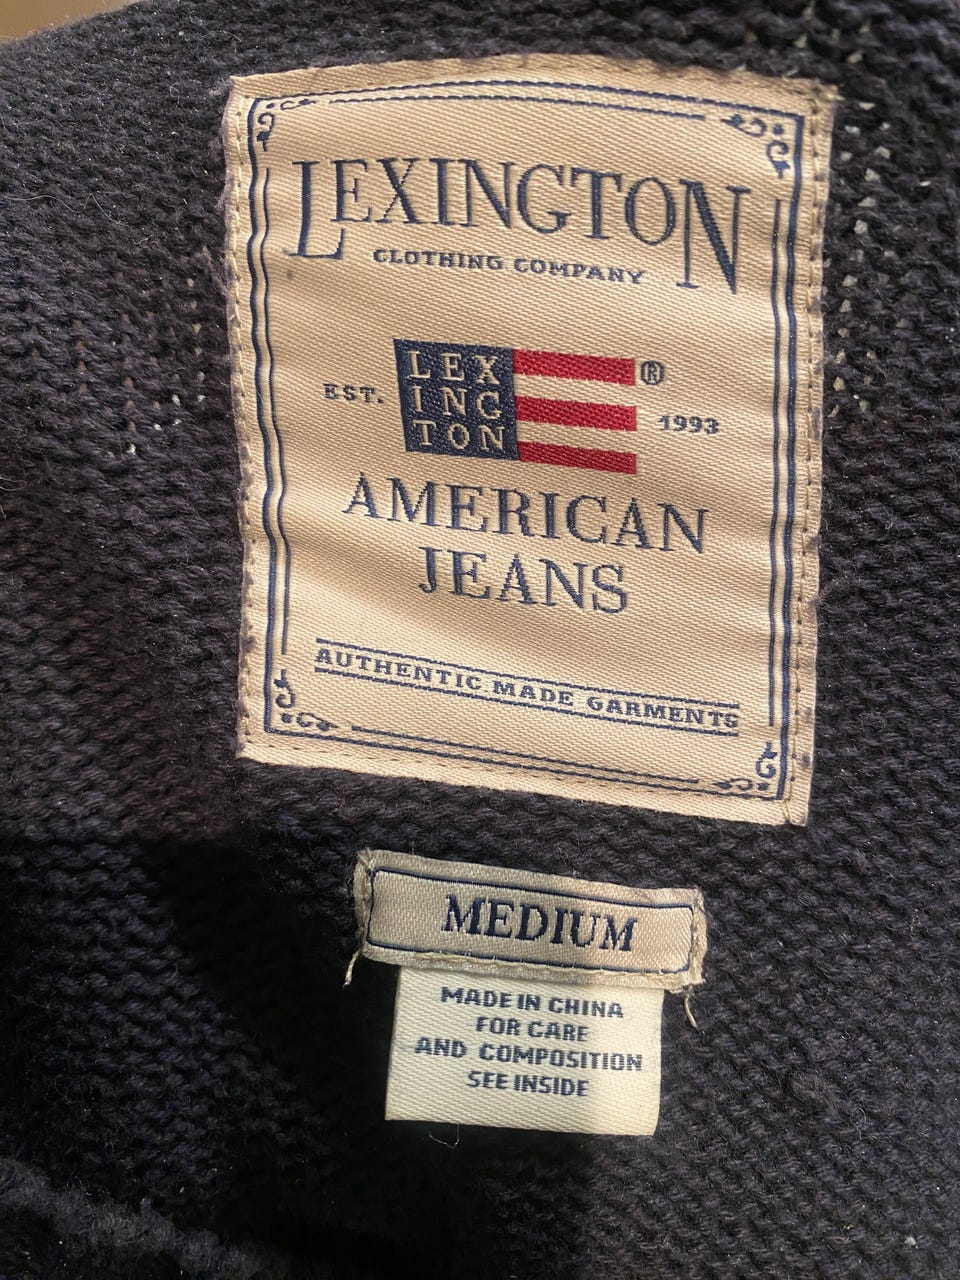 LEXINGTON
CLOTHING COMPANY
LEX
ING
TON
®
EST.
1993
AMERICAN
JEANS
AUTHENTIC MADE GARMENTS
MEDIUM
MADE IN CHINA
FOR CARE
AND COMPOSITION
SEE INSIDE